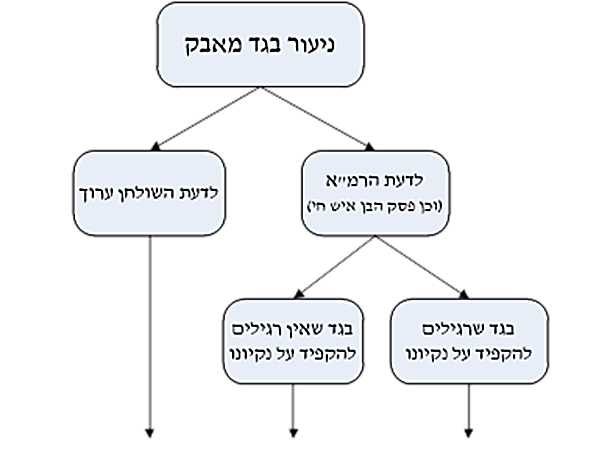 ניעור בגד מאבק
לדעת הרמ״א
(וכן פסק הבן איש חי)
לדעת השולחן ערוך
בגד שרגילים
להקפיד על נקיונו
בגד שאין רגילים
להקפיד על נקיונו